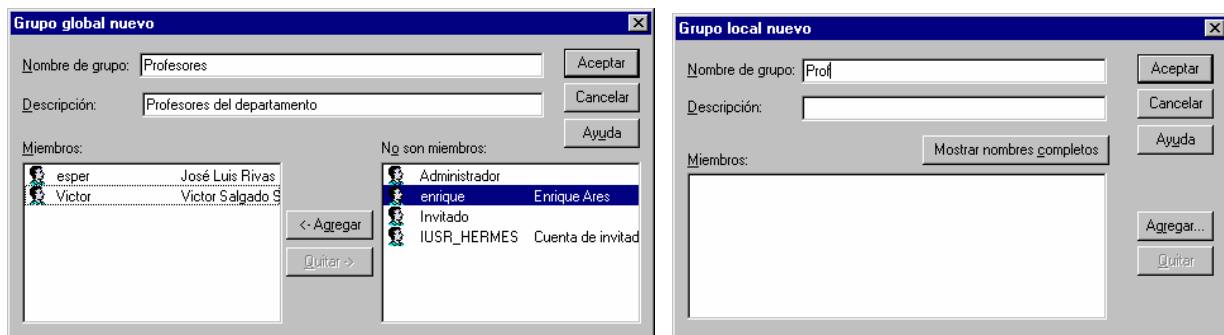 Grupo global nuevo
Nombre de grupo: Profesores
Aceptar
Descripción: Profesores del departamento
Cancelar
Ayuda
Miembros:
No son miembros:
esper José Luis Rivas
Victor Victor Salgado S
<- Agregar
Quitar ->
Administrador
enrique Enrique Ares
Invitado
IUSR_HERMES Cuenta de invitad
Grupo local nuevo
Nombre de grupo: Prof
Aceptar
Descripción:
Cancelar
Ayuda
Mostrar nombres completos
Miembros:
Agregar...
Quitar